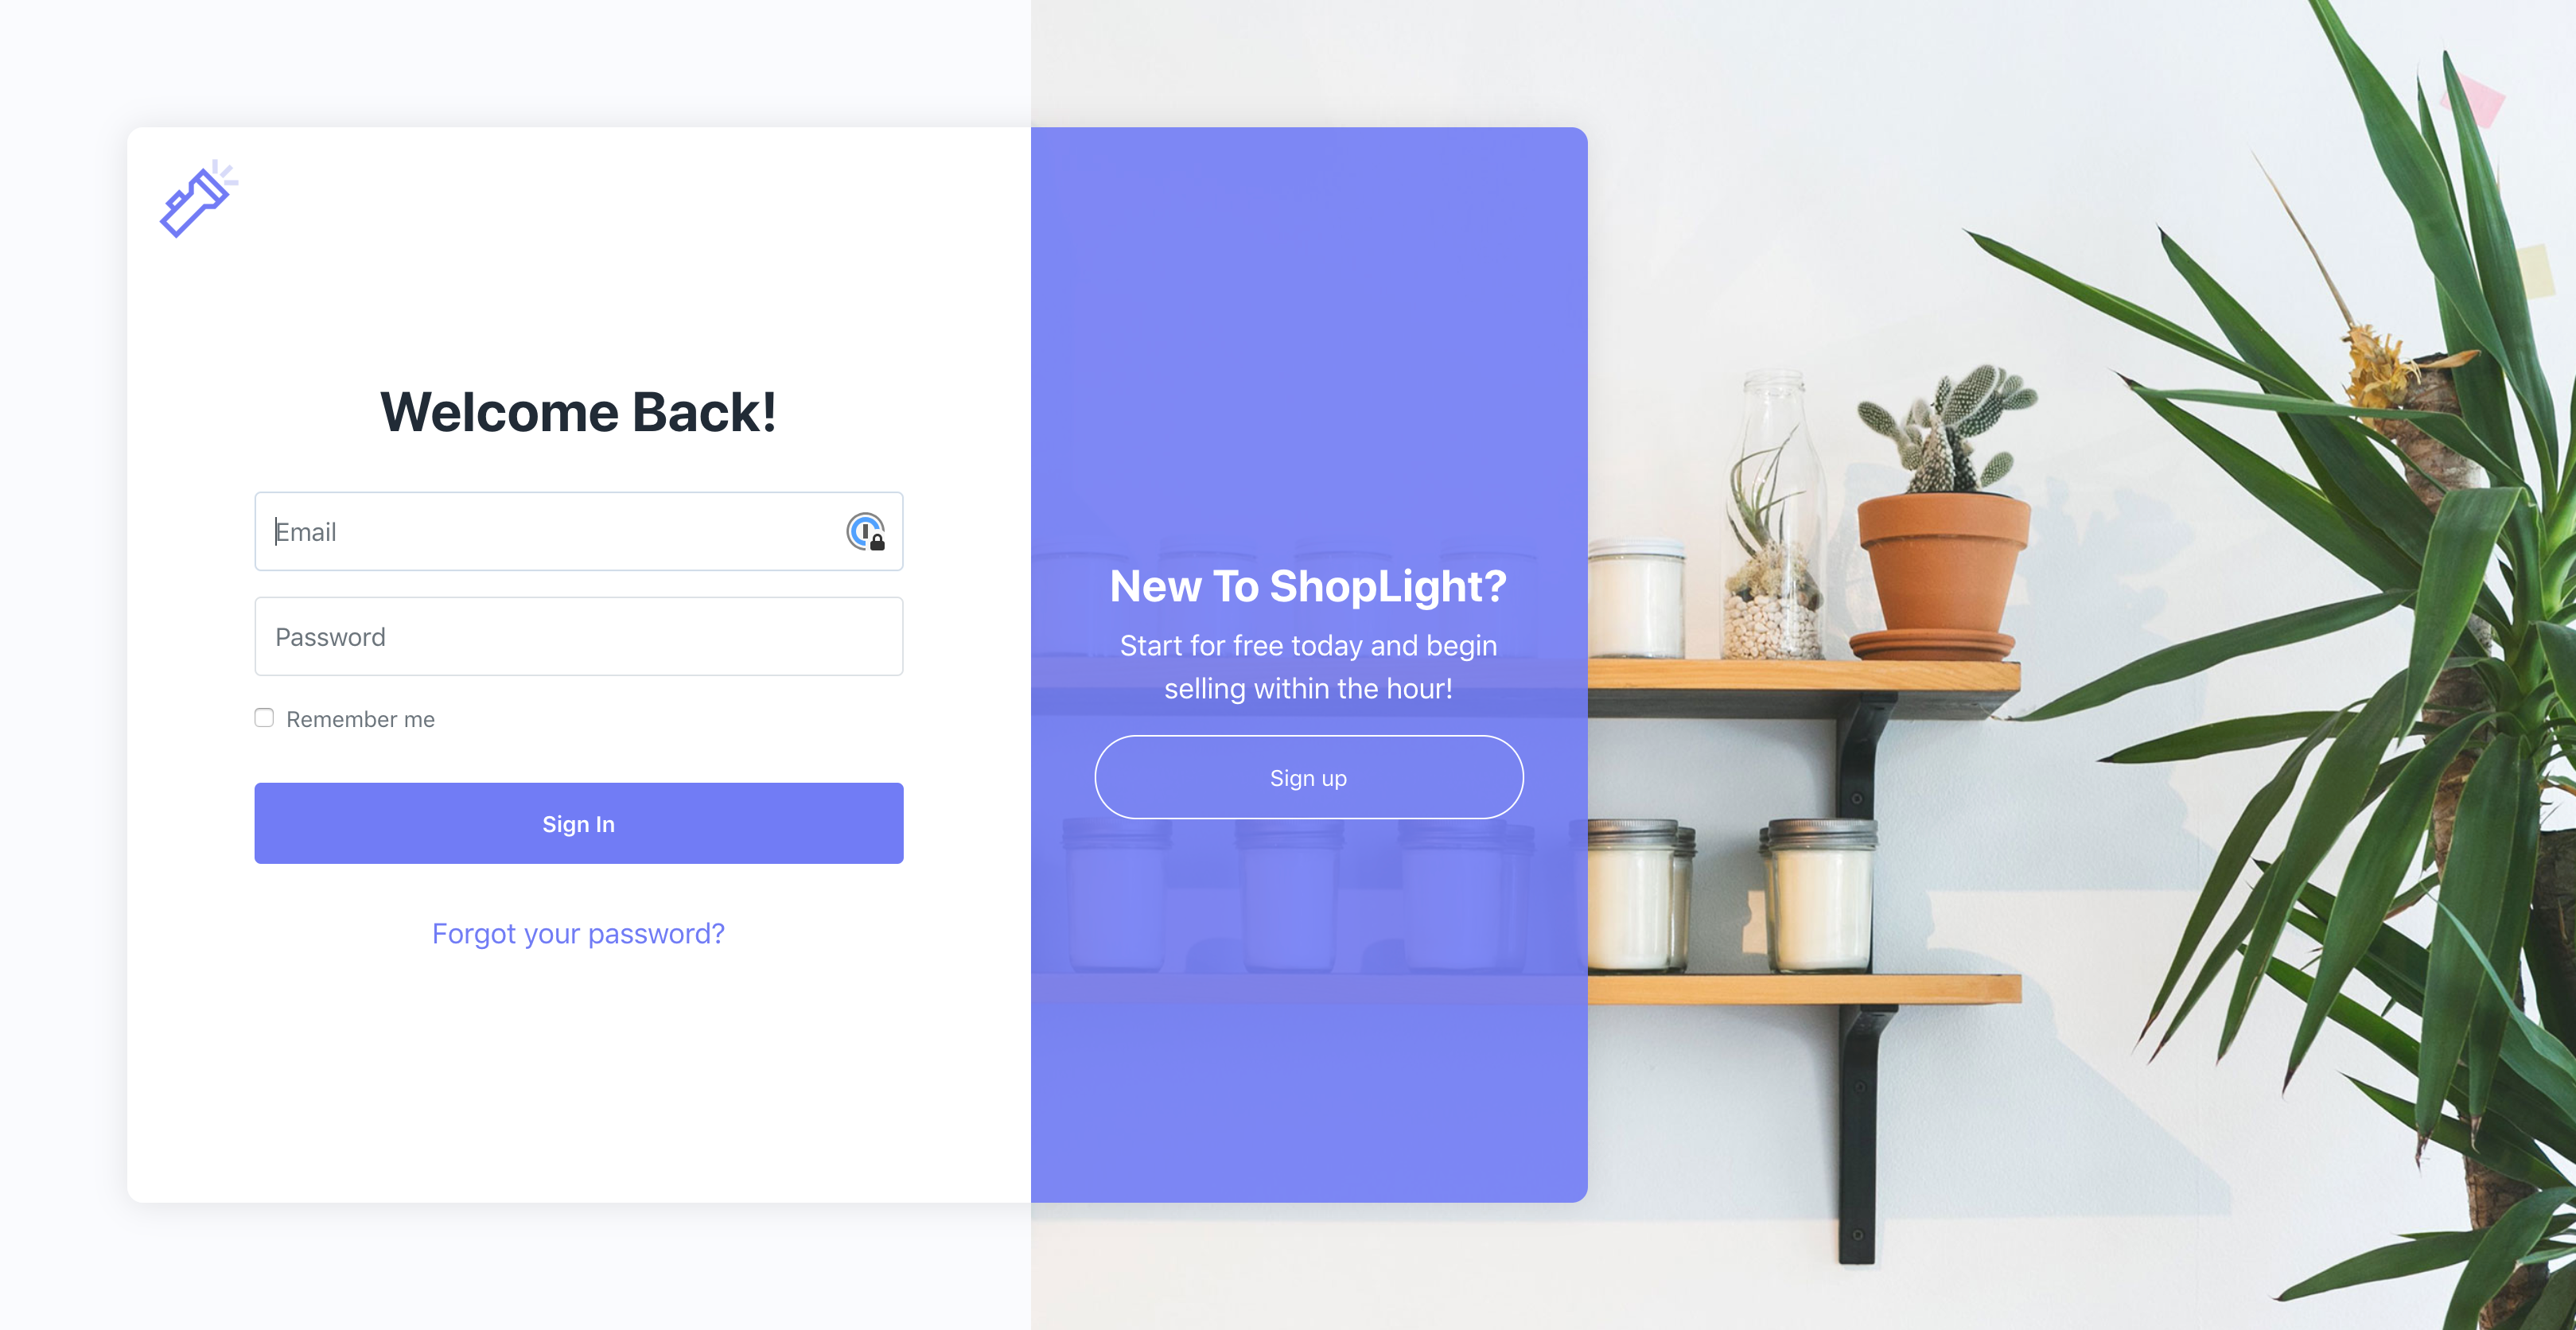 Welcome Back!
Email
Password
Remember me
Sign In
Forgot your password?
New To ShopLight?
Start for free today and begin
selling within the hour!
Sign up